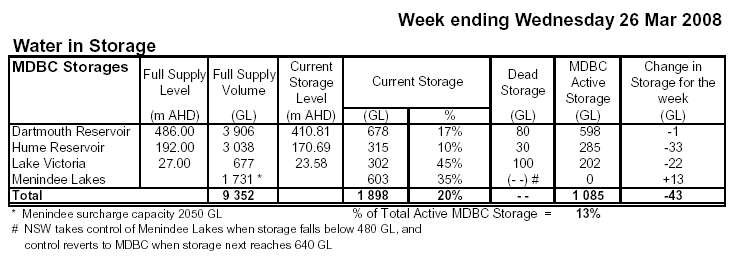 Week ending Wednesday 26 Mar 2008
Water in Storage
MDBC Storages Full Supply Level Full Supply Volume Current Storage Level Current Storage Dead Storage MDBC Active Storage Change in Storage for the week
(m AHD) (GL) (m AHD) (GL) % (GL) (GL) (GL)
Dartmouth Reservoir 486.00 3 906 410.81 678 17% 80 598 -1
Hume Reservoir 192.00 3 038 170.69 315 10% 30 285 -33
Lake Victoria 27.00 677 23.58 302 45% 100 202 -22
Menindee Lakes 1 731 * 603 35% (- -) # 0 +13
Total 9 352 1 898 20% - - 1 085 -43
* Menindee surcharge capacity 2050 GL % of Total Active MDBC Storage = 13%
# NSW takes control of Menindee Lakes when storage falls below 480 GL, and
control reverts to MDBC when storage next reaches 640 GL